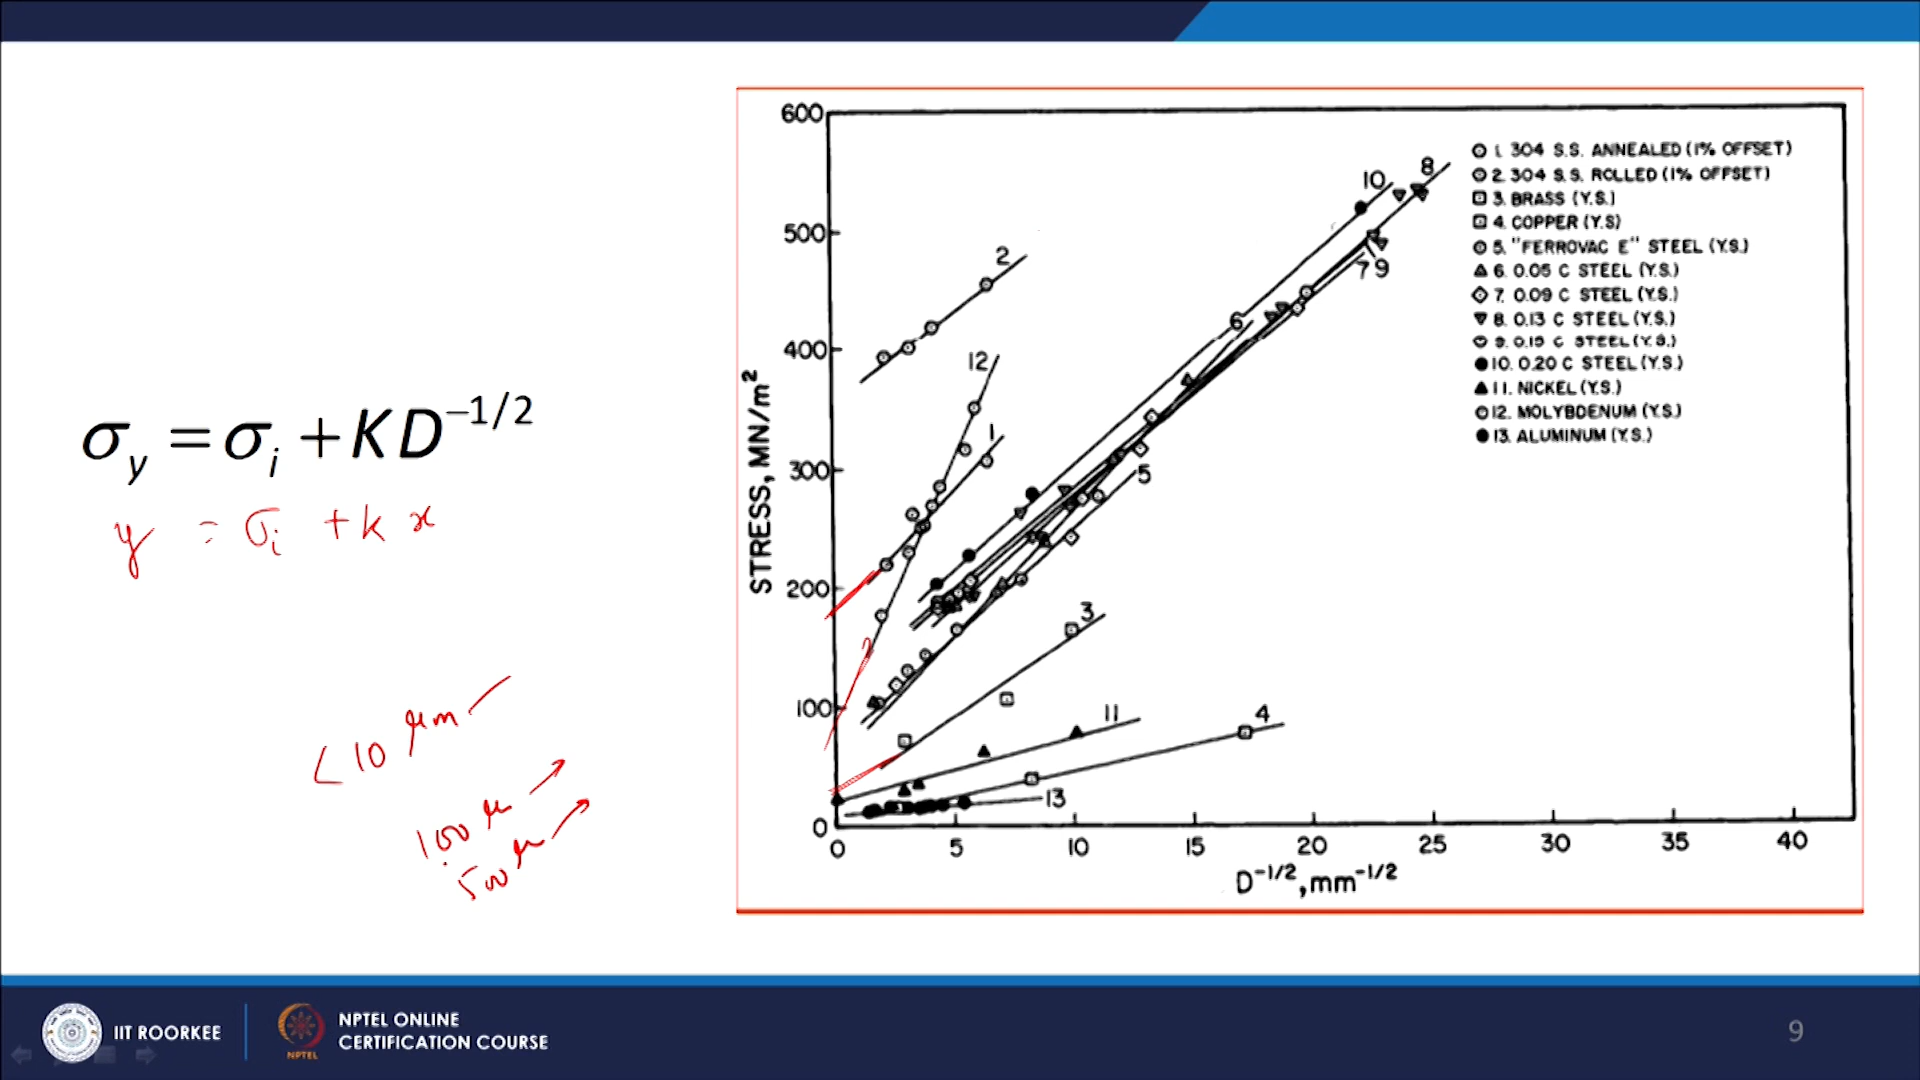 σy = σi + KD–1/2
y = σi + k x
< 10 μm
100 μ
500 μ
600
500
400
300
200
100
0
STRESS, MN/m2
0 5 10 15 20 25 30 35 40
D-1/2, mm-1/2
10
8
2
7 9
6
12
1
5
3
11
4
13
1. 304 S.S. ANNEALED (1% OFFSET)
2. 304 S.S. ROLLED (1% OFFSET)
3. BRASS (Y.S.)
4. COPPER (Y.S)
5. "FERROVAC E" STEEL (Y.S.)
6. 0.05 C STEEL (Y.S.)
7. 0.09 C STEEL (Y.S.)
8. 0.13 C STEEL (Y.S.)
9. 0.15 C STEEL (Y.S.)
10. 0.20 C STEEL (Y.S.)
11. NICKEL (Y.S.)
12. MOLYBDENUM (Y.S.)
13. ALUMINUM (Y.S.)
IIT ROORKEE
NPTEL
NPTEL ONLINE
CERTIFICATION COURSE
9